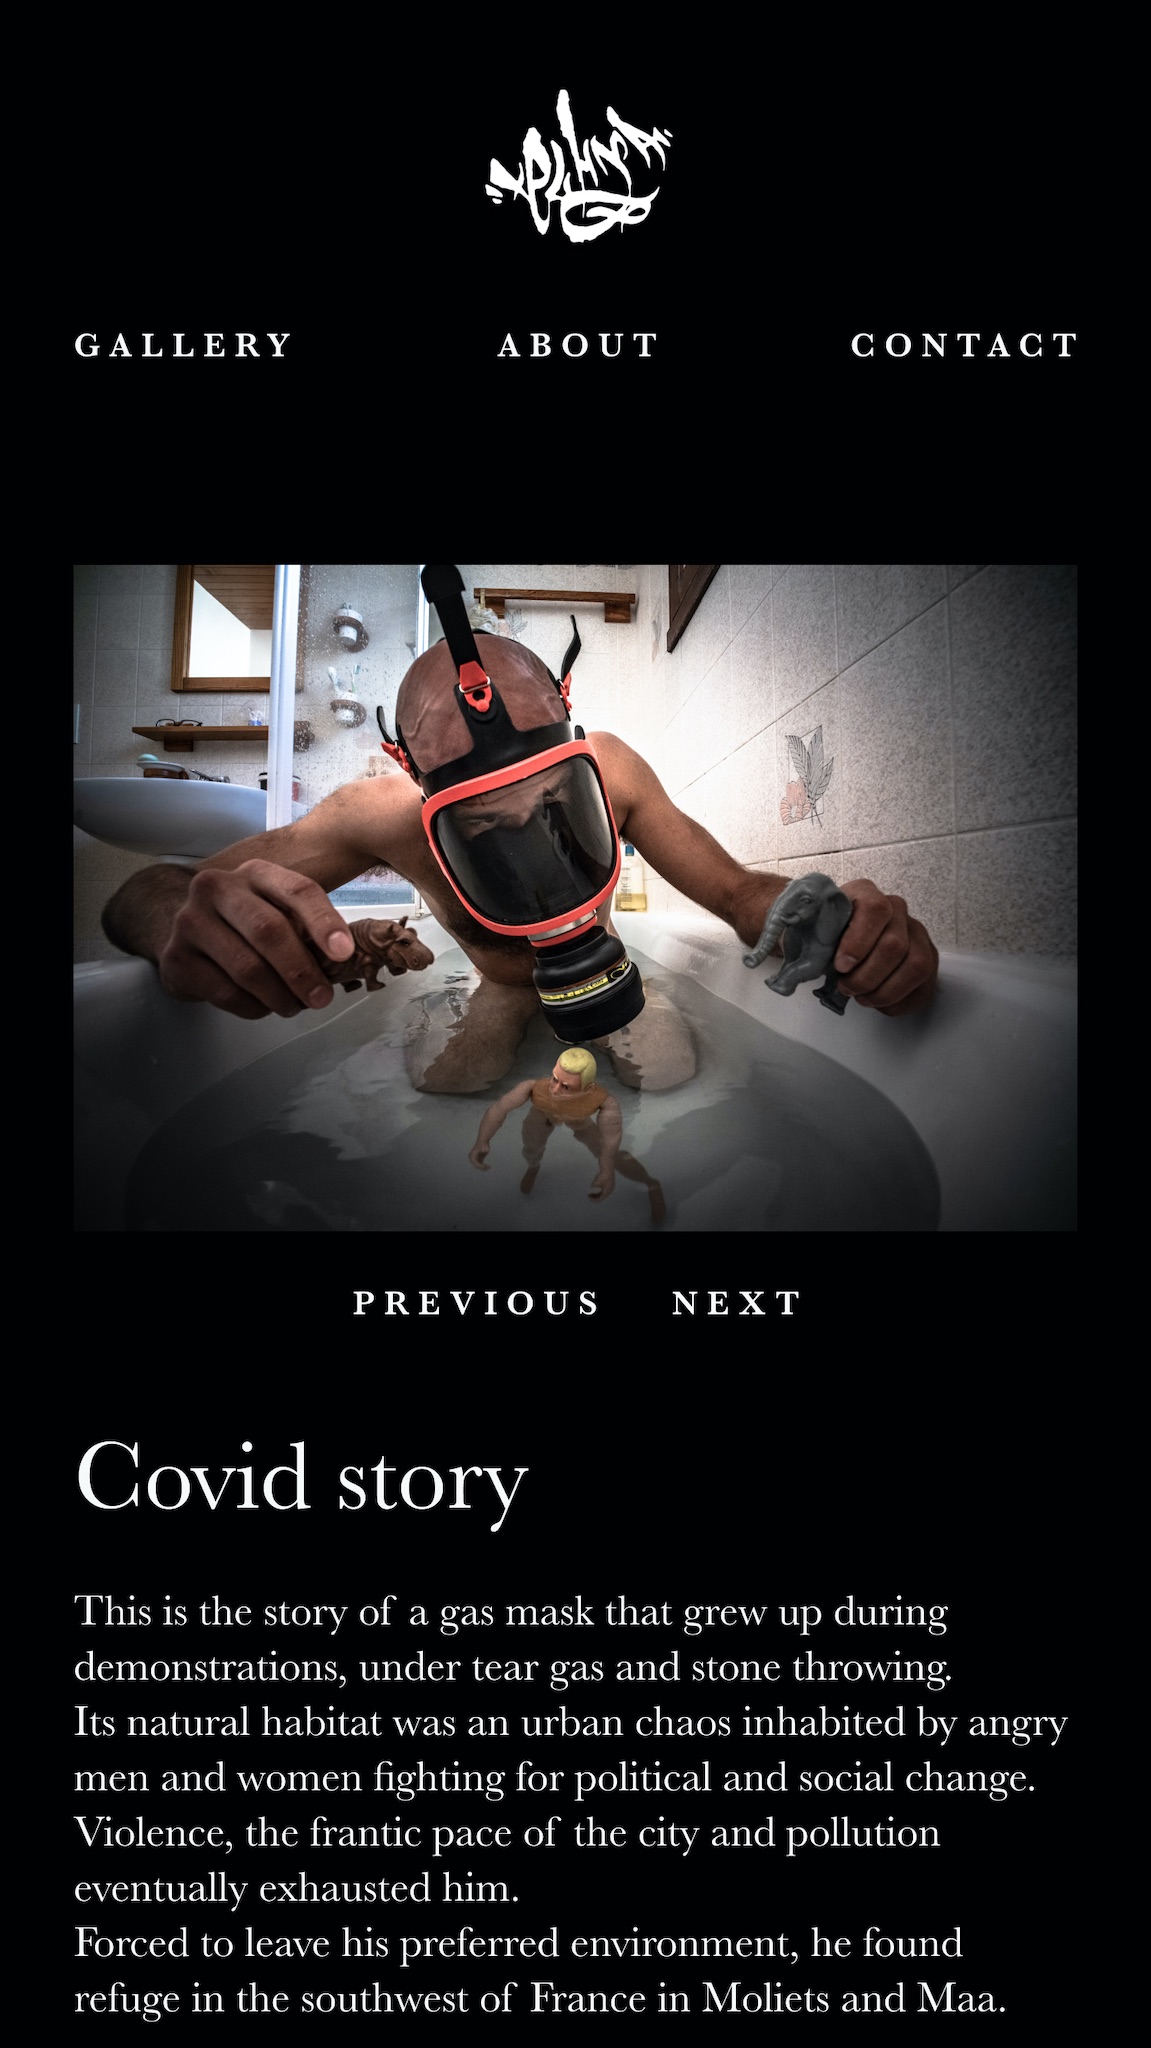 GALLERY ABOUT CONTACT
PREVIOUS NEXT
Covid story
This is the story of a gas mask that grew up during
demonstrations, under tear gas and stone throwing.
Its natural habitat was an urban chaos inhabited by angry
men and women fighting for political and social change.
Violence, the frantic pace of the city and pollution
eventually exhausted him.
Forced to leave his preferred environment, he found
refuge in the southwest of France in Moliets and Maa.